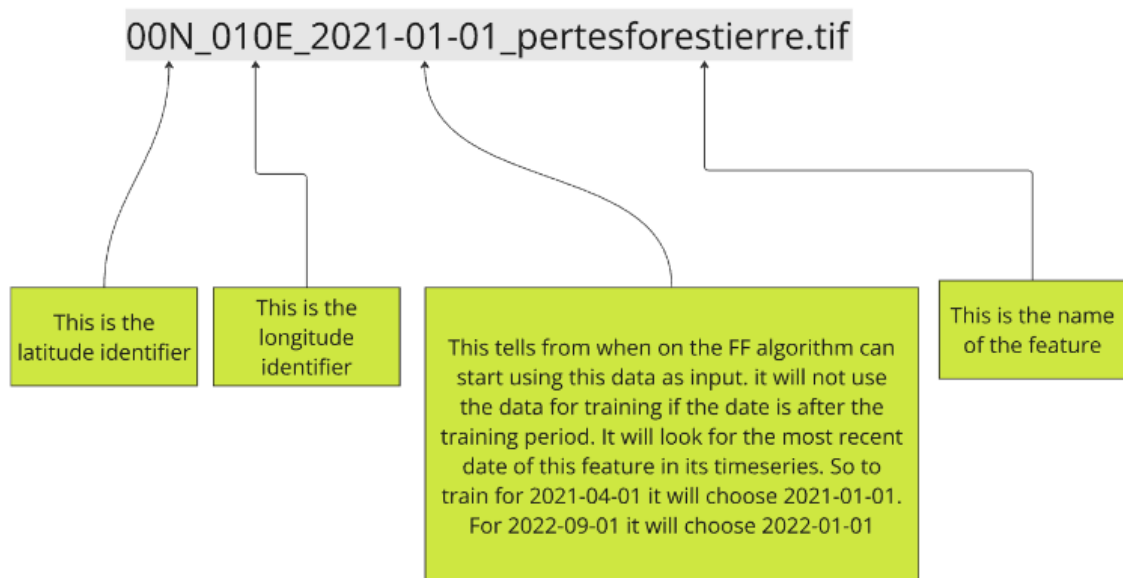 00N_010E_2021-01-01_pertesforestierre.tif
This is the
latitude identifier
This is the
longitude
identifier
This tells from when on the FF algorithm can
start using this data as input. it will not use
the data for training if the date is after the
training period. It will look for the most recent
date of this feature in its timeseries. So to
train for 2021-04-01 it will choose 2021-01-01.
For 2022-09-01 it will choose 2022-01-01
This is the name
of the feature